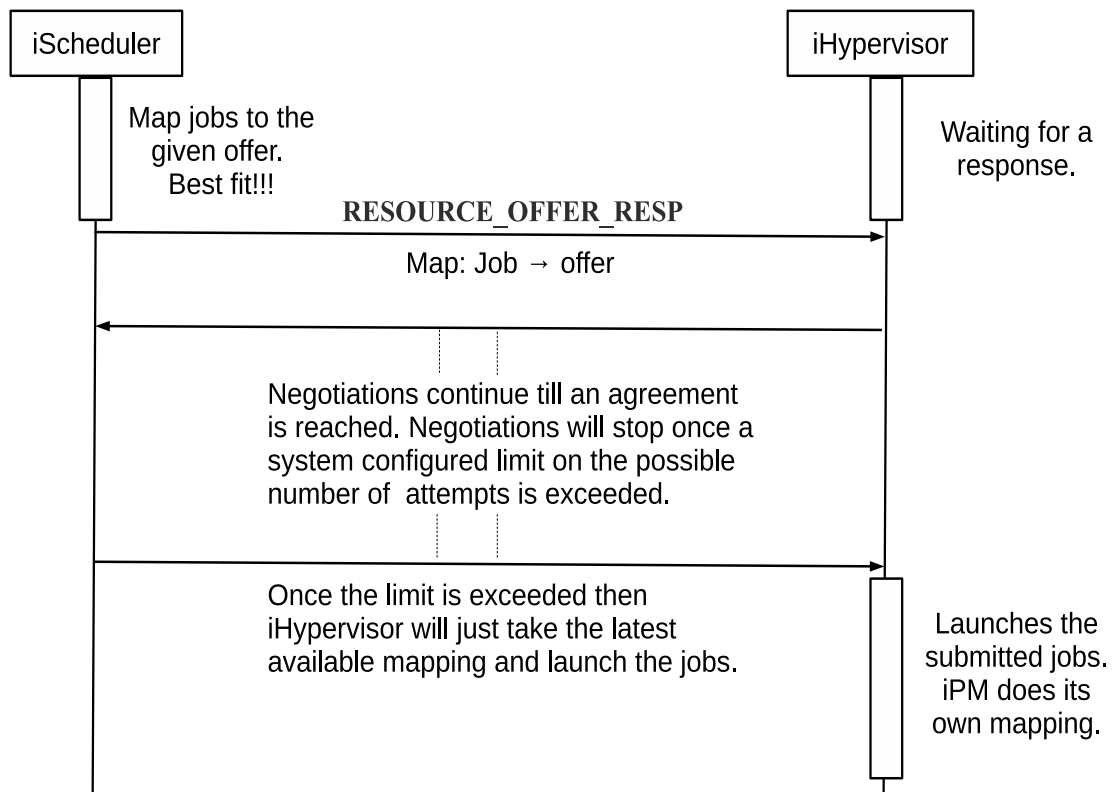 iScheduler
iHypervisor
Map jobs to the
given offer.
Best fit!!!
Waiting for a
response.
RESOURCE_OFFER_RESP
Map: Job → offer
Negotiations continue till an agreement
is reached. Negotiations will stop once a
system configured limit on the possible
number of attempts is exceeded.
Once the limit is exceeded then
iHypervisor will just take the latest
available mapping and launch the jobs.
Launches the
submitted jobs.
iPM does its
own mapping.